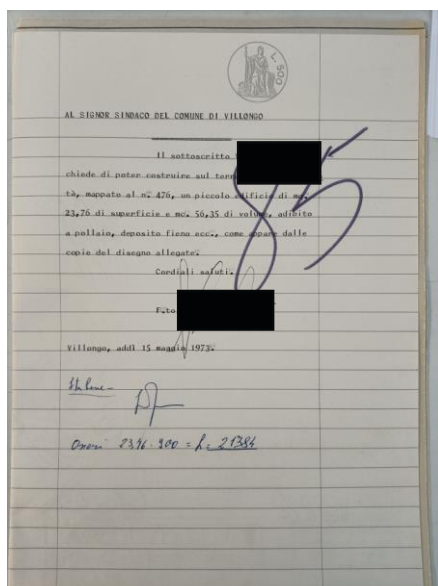 L. 500
AL SIGNOR SINDACO DEL COMUNE DI VILLONGO
Il sottoscritto
chiede di poter costruire sul
tà, mappato al n. 476, un piccolo edificio di
23,76 di superficie e mc. 56,35 di volume, adibito
a pollaio, deposito fieno ecc., come appare dalle
copie del disegno allegate.
Cordiali saluti.
F.to
Villongo, addì 15 maggio 1973.
85
Oneri 23,76 . 900 = £ = 21384